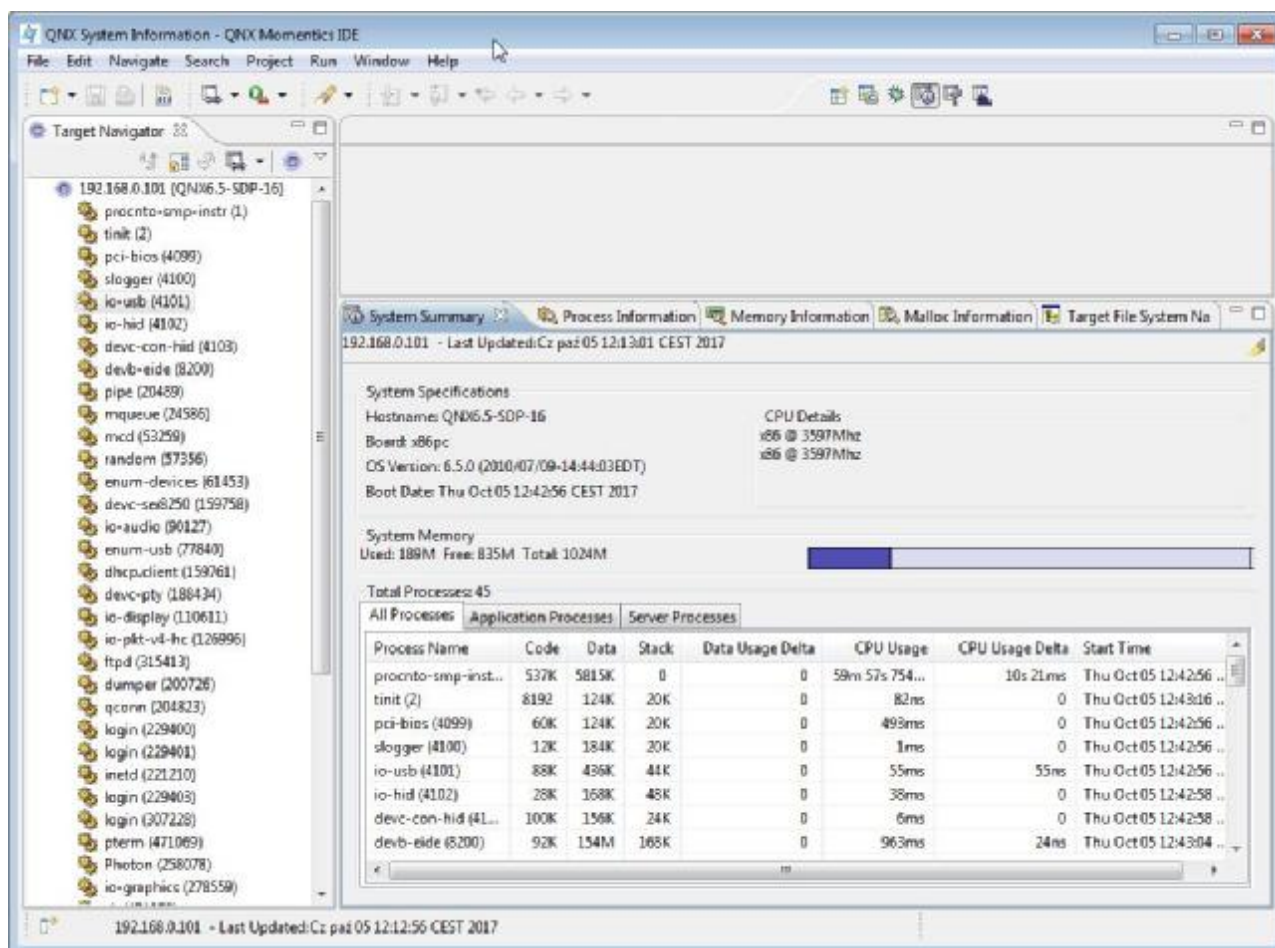 QNX System Information - QNX Momentics IDE
File Edit Navigate Search Project Run Window Help
Target Navigator
192.168.0.101 [QNX6.5-SDP-16]
procnto-smp-instr (1)
tinit (2)
pci-bios (4099)
slogger (4100)
io-usb (4101)
io-hid (4102)
devc-con-hid (4103)
devb-eide (8200)
pipe (20489)
mqueue (24586)
mcd (53259)
random (57356)
enum-devices (61453)
devc-ser8250 (159758)
io-audio (90127)
enum-usb (77840)
dhcp.client (159761)
devc-pty (188434)
io-display (110611)
io-pkt-v4-hc (126996)
ftpd (315413)
dumper (200726)
qconn (204823)
login (229400)
login (229401)
inetd (221210)
login (229403)
login (307228)
pterm (471069)
Photon (258078)
io-graphics (278559)
System Summary Process Information Memory Information Malloc Information Target File System Na
192.168.0.101 - Last Updated:Cz paź 05 12:13:01 CEST 2017
System Specifications
Hostname: QNX6.5-SDP-16
Board: x86pc
OS Version: 6.5.0 (2010/07/09-14:44:03EDT)
Boot Date: Thu Oct 05 12:42:56 CEST 2017
CPU Details
x86 @ 3597Mhz
x86 @ 3597Mhz
System Memory
Used: 189M Free: 835M Total: 1024M
Total Processes: 45
All Processes Application Processes Server Processes
Process Name Code Data Stack Data Usage Delta CPU Usage CPU Usage Delta Start Time
procnto-smp-inst... 537K 5815K 0 0 59m 57s 754... 10s 21ms Thu Oct 05 12:42:56 ...
tinit (2) 8192 124K 20K 0 82ms 0 Thu Oct 05 12:43:16 ...
pci-bios (4099) 60K 124K 20K 0 493ms 0 Thu Oct 05 12:42:56 ...
slogger (4100) 12K 184K 20K 0 1ms 0 Thu Oct 05 12:42:56 ...
io-usb (4101) 88K 436K 44K 0 55ms 55ms Thu Oct 05 12:42:56 ...
io-hid (4102) 28K 168K 48K 0 38ms 0 Thu Oct 05 12:42:58 ...
devc-con-hid (41... 100K 156K 24K 0 6ms 0 Thu Oct 05 12:42:58 ...
devb-eide (8200) 92K 154M 168K 0 963ms 24ms Thu Oct 05 12:43:04 ...
192.168.0.101 - Last Updated:Cz paź 05 12:12:56 CEST 2017